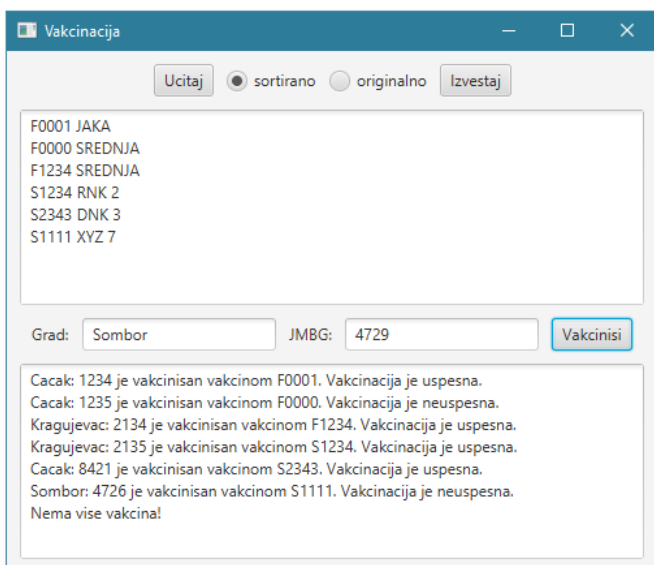 Vakcinacija
Ucitaj sortirano originalno Izvestaj
F0001 JAKA
F0000 SREDNJA
F1234 SREDNJA
S1234 RNK 2
S2343 DNK 3
S1111 XYZ 7
Grad: Sombor JMBG: 4729 Vakcinisi
Cacak: 1234 je vakcinisan vakcinom F0001. Vakcinacija je uspesna.
Cacak: 1235 je vakcinisan vakcinom F0000. Vakcinacija je neuspesna.
Kragujevac: 2134 je vakcinisan vakcinom F1234. Vakcinacija je uspesna.
Kragujevac: 2135 je vakcinisan vakcinom S1234. Vakcinacija je uspesna.
Cacak: 8421 je vakcinisan vakcinom S2343. Vakcinacija je uspesna.
Sombor: 4726 je vakcinisan vakcinom S1111. Vakcinacija je neuspesna.
Nema vise vakcina!